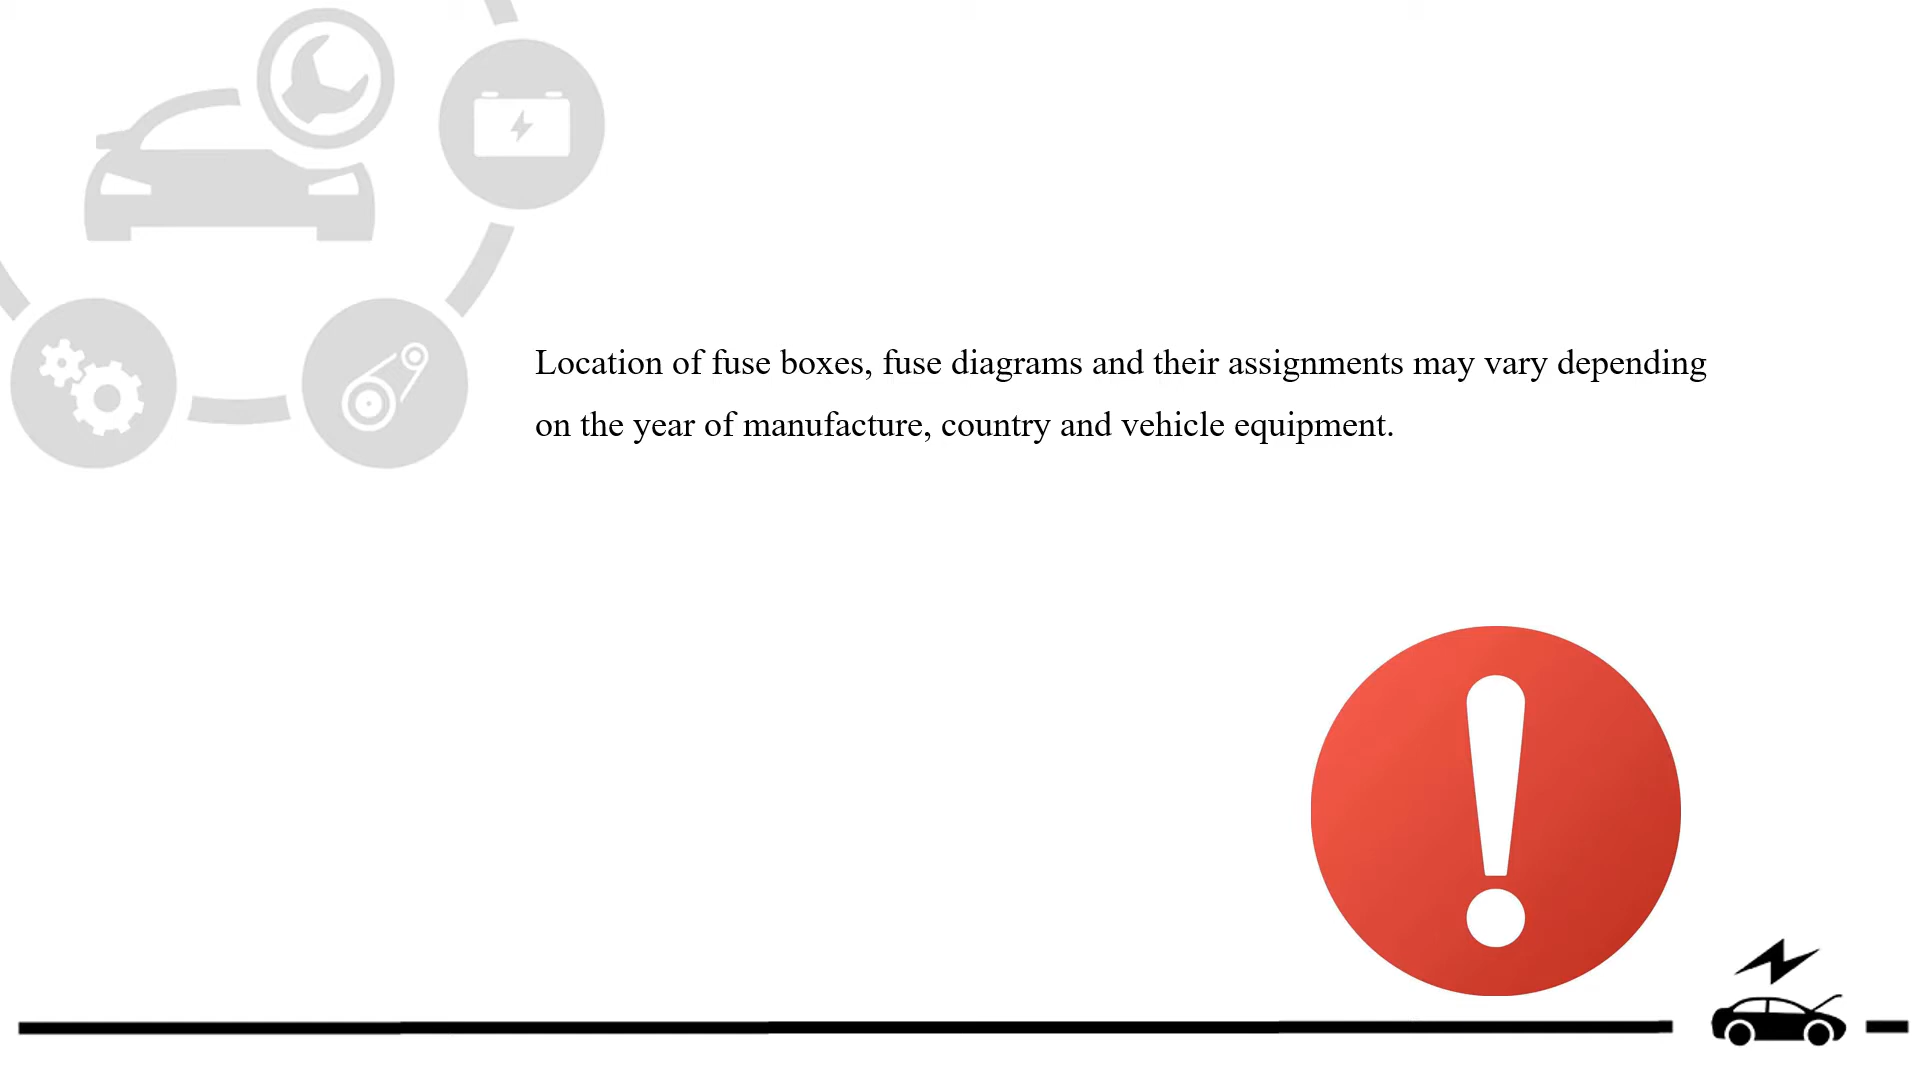 Location of fuse boxes, fuse diagrams and their assignments may vary depending
on the year of manufacture, country and vehicle equipment.